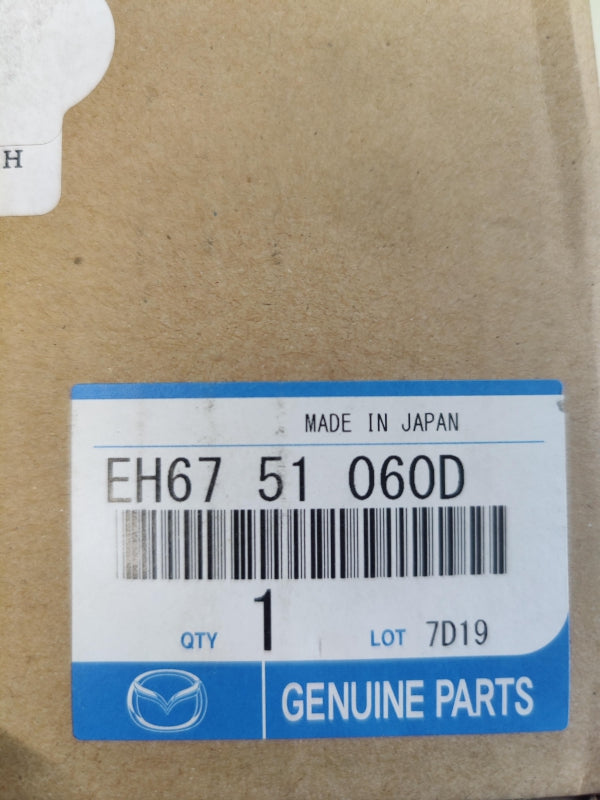 H
MADE IN JAPAN
EH67 51 060D
QTY 1 LOT 7D19
GENUINE PARTS